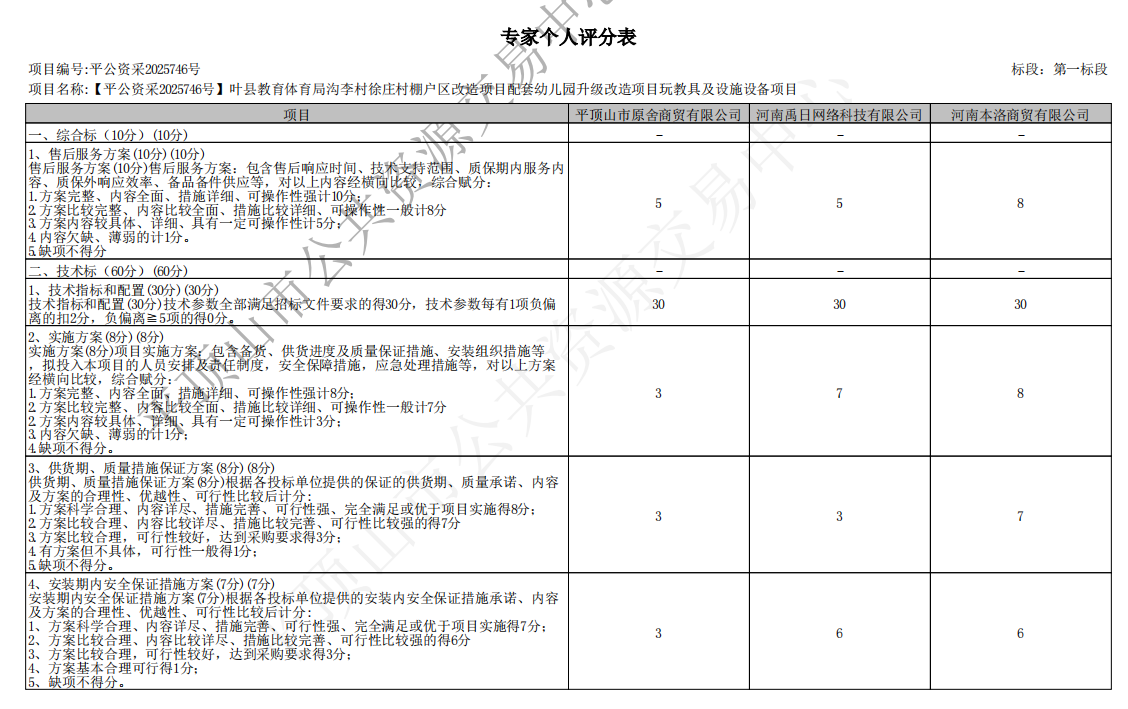 专家个人评分表
项目编号:平公资采2025746号
标段：第一标段
项目名称:【平公资采2025746号】叶县教育体育局沟李村徐庄村棚户区改造项目配套幼儿园升级改造项目玩教具及设施设备项目
项目 平顶山市原舍商贸有限公司 河南禹日网络科技有限公司 河南本洛商贸有限公司
一、综合标（10分）(10分) - - -
1、售后服务方案(10分)(10分)
售后服务方案(10分)售后服务方案：包含售后响应时间、技术支持范围、质保期内服务内
容、质保外响应效率、备品备件供应等，对以上内容经横向比较，综合赋分：
1.方案完整、内容全面、措施详细、可操作性强计10分；
2.方案比较完整、内容比较全面、措施比较详细、可操作性一般计8分
3.方案内容较具体、详细、具有一定可操作性计5分；
4.内容欠缺、薄弱的计1分。
5.缺项不得分
5 5 8
二、技术标（60分）(60分) - - -
1、技术指标和配置(30分)(30分)
技术指标和配置(30分)技术参数全部满足招标文件要求的得30分，技术参数每有1项负偏
离的扣2分，负偏离≧5项的得0分。
30 30 30
2、实施方案(8分)(8分)
实施方案(8分)项目实施方案：包含备货、供货进度及质量保证措施、安装组织措施等
，拟投入本项目的人员安排及责任制度，安全保障措施，应急处理措施等，对以上方案
经横向比较，综合赋分：
1.方案完整、内容全面、措施详细、可操作性强计8分；
2.方案比较完整、内容比较全面、措施比较详细、可操作性一般计7分
2.方案内容较具体、详细、具有一定可操作性计3分；
3.内容欠缺、薄弱的计1分；
4.缺项不得分。
3 7 8
3、供货期、质量措施保证方案(8分)(8分)
供货期、质量措施保证方案(8分)根据各投标单位提供的保证的供货期、质量承诺、内容
及方案的合理性、优越性、可行性比较后计分：
1.方案科学合理、内容详尽、措施完善、可行性强、完全满足或优于项目实施得8分；
2.方案比较合理、内容比较详尽、措施比较完善、可行性比较强的得7分
3.方案比较合理，可行性较好，达到采购要求得3分；
4.有方案但不具体，可行性一般得1分；
5.缺项不得分。
3 3 7
4、安装期内安全保证措施方案(7分)(7分)
安装期内安全保证措施方案(7分)根据各投标单位提供的安装内安全保证措施承诺、内容
及方案的合理性、优越性、可行性比较后计分：
1、方案科学合理、内容详尽、措施完善、可行性强、完全满足或优于项目实施得7分；
2、方案比较合理、内容比较详尽、措施比较完善、可行性比较强的得6分
3、方案比较合理，可行性较好，达到采购要求得3分；
4、方案基本合理可行得1分；
5、缺项不得分。
3 6 6
平顶山市公共资源交易中心
顶山市公共资源交易中心